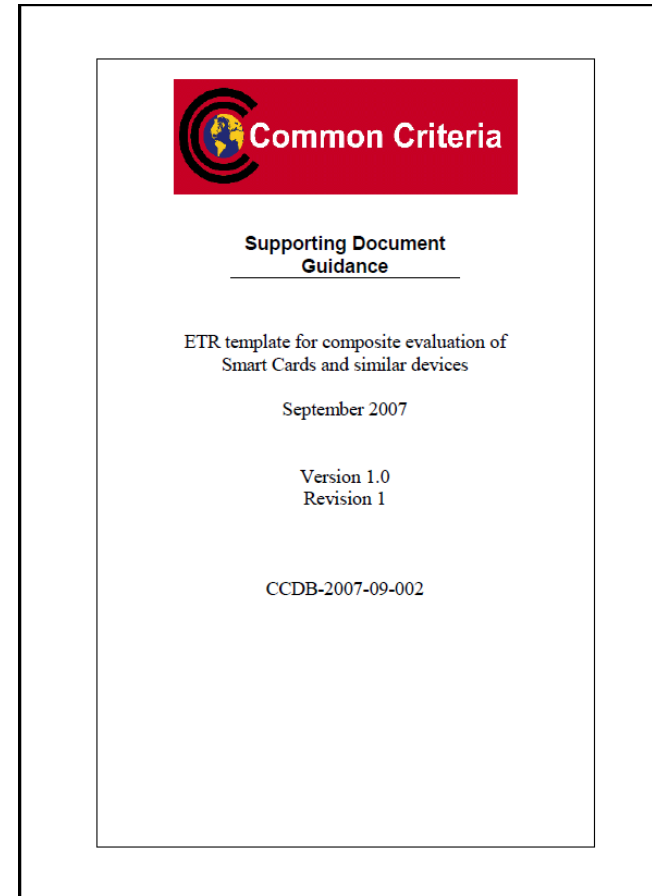 Common Criteria
Supporting Document
Guidance
ETR template for composite evaluation of
Smart Cards and similar devices
September 2007
Version 1.0
Revision 1
CCDB-2007-09-002